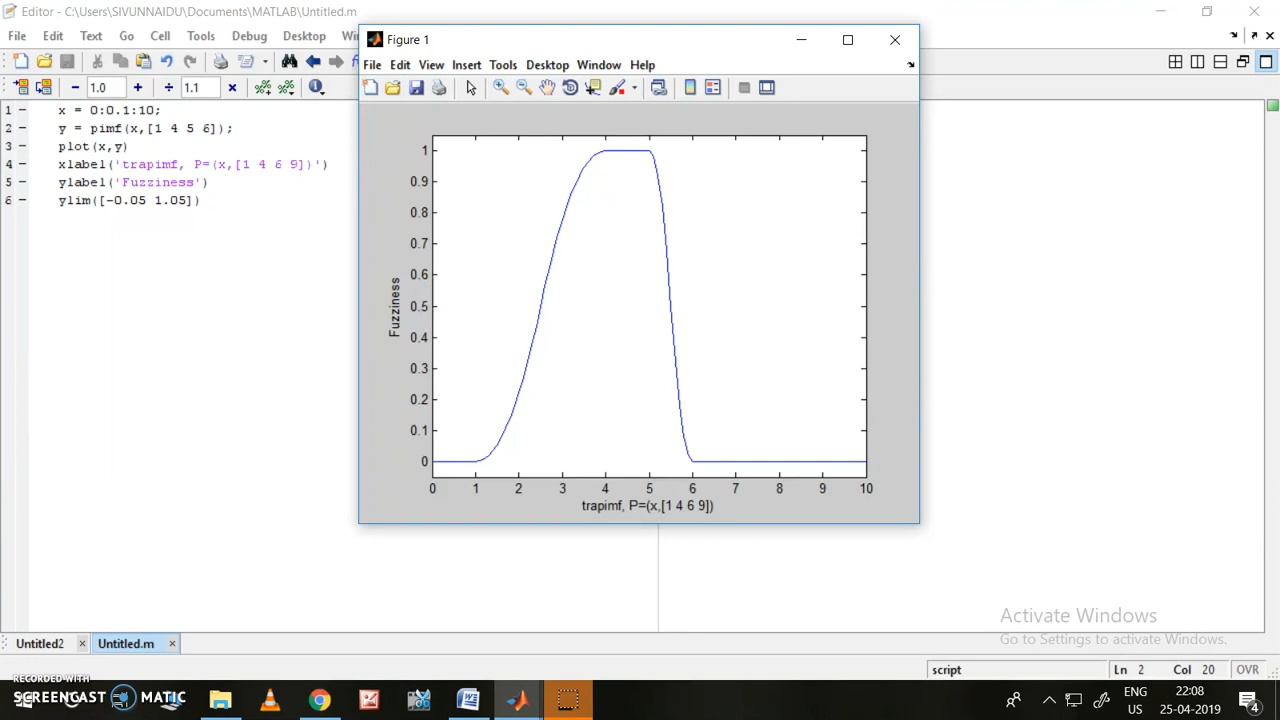 Editor - C:\Users\SIVUNNAIDU\Documents\MATLAB\Untitled.m
File Edit Text Go Cell Tools Debug Desktop
Figure 1
File Edit View Insert Tools Desktop Window Help
1.0
1.1
1 x = 0:0.1:10;
2 y = pimf(x,[1 4 5 6]);
3 plot(x,y)
4 xlabel('trapimf, P=(x,[1 4 6 9])')
5 ylabel('Fuzziness')
6 ylim([-0.05 1.05])
1
0.9
0.8
0.7
0.6
0.5
0.4
0.3
0.2
0.1
0
Fuzziness
0 1 2 3 4 5 6 7 8 9 10
trapimf, P=(x,[1 4 6 9])
Activate Windows
Go to Settings to activate Windows.
Untitled2 × Untitled.m ×
script Ln 2 Col 20 OVR
RECORDED WITH
SCREENCAST MATIC
ENG
US
22:08
25-04-2019
4